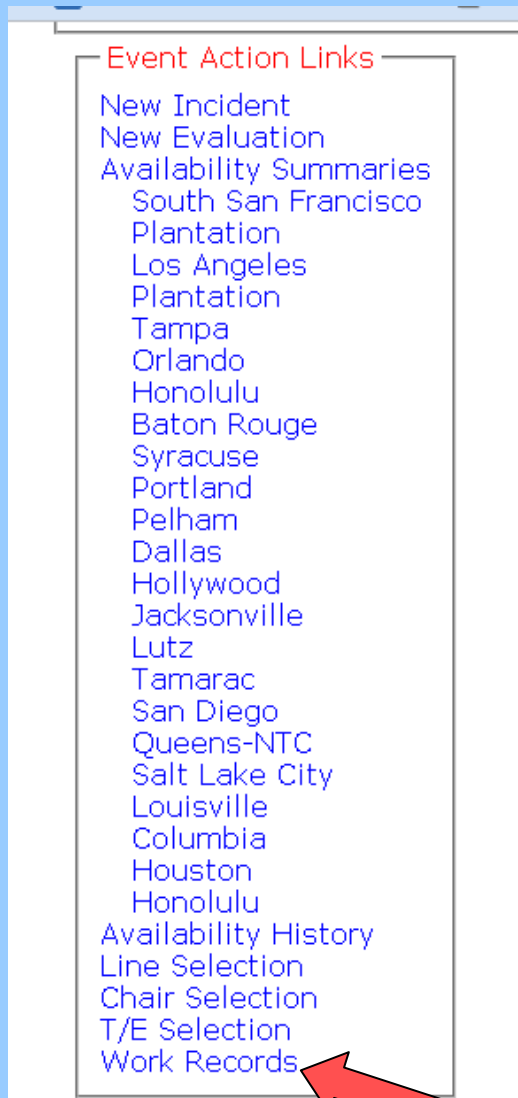 Event Action Links
New Incident
New Evaluation
Availability Summaries
South San Francisco
Plantation
Los Angeles
Plantation
Tampa
Orlando
Honolulu
Baton Rouge
Syracuse
Portland
Pelham
Dallas
Hollywood
Jacksonville
Lutz
Tamarac
San Diego
Queens-NTC
Salt Lake City
Louisville
Columbia
Houston
Honolulu
Availability History
Line Selection
Chair Selection
T/E Selection
Work Records